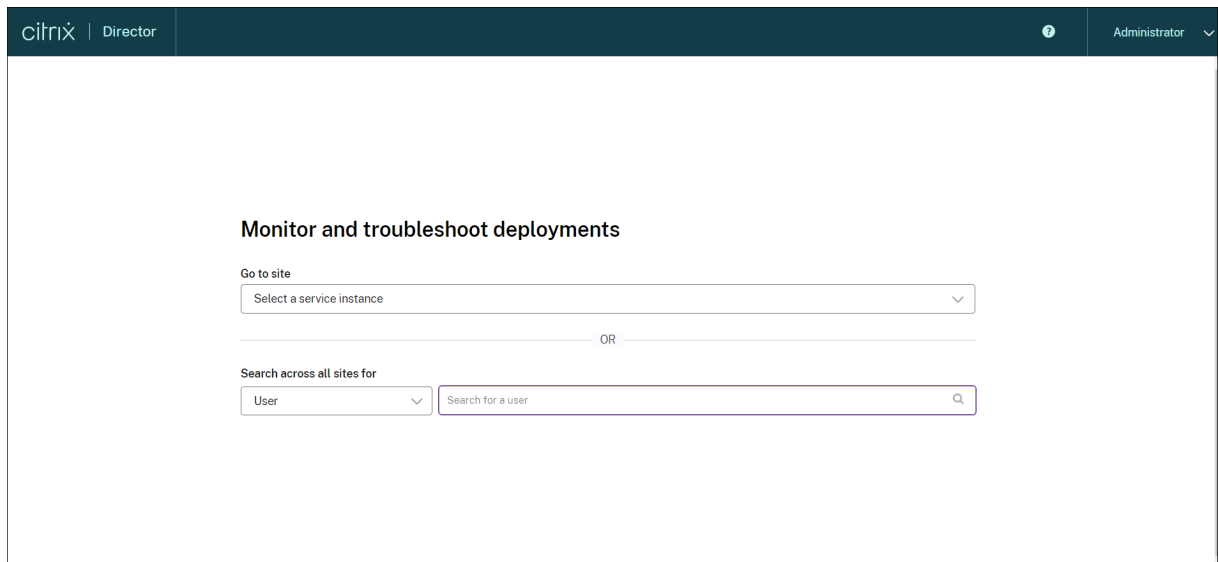 citrix | Director
?
Administrator
Monitor and troubleshoot deployments
Go to site
Select a service instance
OR
Search across all sites for
User
Search for a user